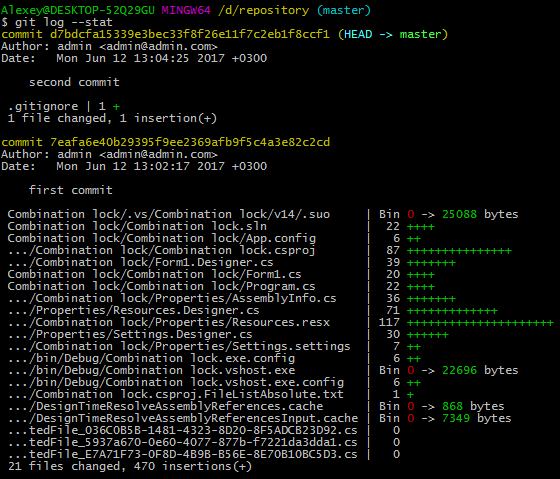 Alexey@DESKTOP-52Q29GU MINGW64 /d/repository (master)
$ git log --stat
commit d7bdcfa15339e3bec33f8f26e11f7c2eb1f8ccf1 (HEAD -> master)
Author: admin <admin@admin.com>
Date:   Mon Jun 12 13:04:25 2017 +0300

    second commit

 .gitignore | 1 +
 1 file changed, 1 insertion(+)

commit 7eafa6e40b29395f9ee2369afb9f5c4a3e82c2cd
Author: admin <admin@admin.com>
Date:   Mon Jun 12 13:02:17 2017 +0300

    first commit

 Combination lock/.vs/Combination lock/v14/.suo     | Bin 0 -> 25088 bytes
 Combination lock/Combination lock.sln              |  22 ++++
 Combination lock/Combination lock/App.config       |   6 ++
 .../Combination lock/Combination lock.csproj       |  87 +++++++++++++++
 .../Combination lock/Form1.Designer.cs             |  39 +++++++
 Combination lock/Combination lock/Form1.cs         |  20 ++++
 Combination lock/Combination lock/Program.cs       |  22 ++++
 .../Combination lock/Properties/AssemblyInfo.cs    |  36 +++++++
 .../Properties/Resources.Designer.cs               |  71 +++++++++++++
 .../Combination lock/Properties/Resources.resx     | 117 +++++++++++++++++++++
 .../Properties/Settings.Designer.cs                |  30 ++++++
 .../Combination lock/Properties/Settings.settings  |   7 ++
 .../bin/Debug/Combination lock.exe.config          |   6 ++
 .../bin/Debug/Combination lock.vshost.exe          | Bin 0 -> 22696 bytes
 .../bin/Debug/Combination lock.vshost.exe.config   |   6 ++
 .../Combination lock.csproj.FileListAbsolute.txt   |   1 +
 .../DesignTimeResolveAssemblyReferences.cache      | Bin 0 -> 868 bytes
 .../DesignTimeResolveAssemblyReferencesInput.cache | Bin 0 -> 7349 bytes
 ...tedFile_036C0B5B-1481-4323-8D20-8F5ADCB23D92.cs |   0
 ...tedFile_5937a670-0e60-4077-877b-f7221da3dda1.cs |   0
 ...tedFile_E7A71F73-0F8D-4B9B-B56E-8E70B10BC5D3.cs |   0
 21 files changed, 470 insertions(+)